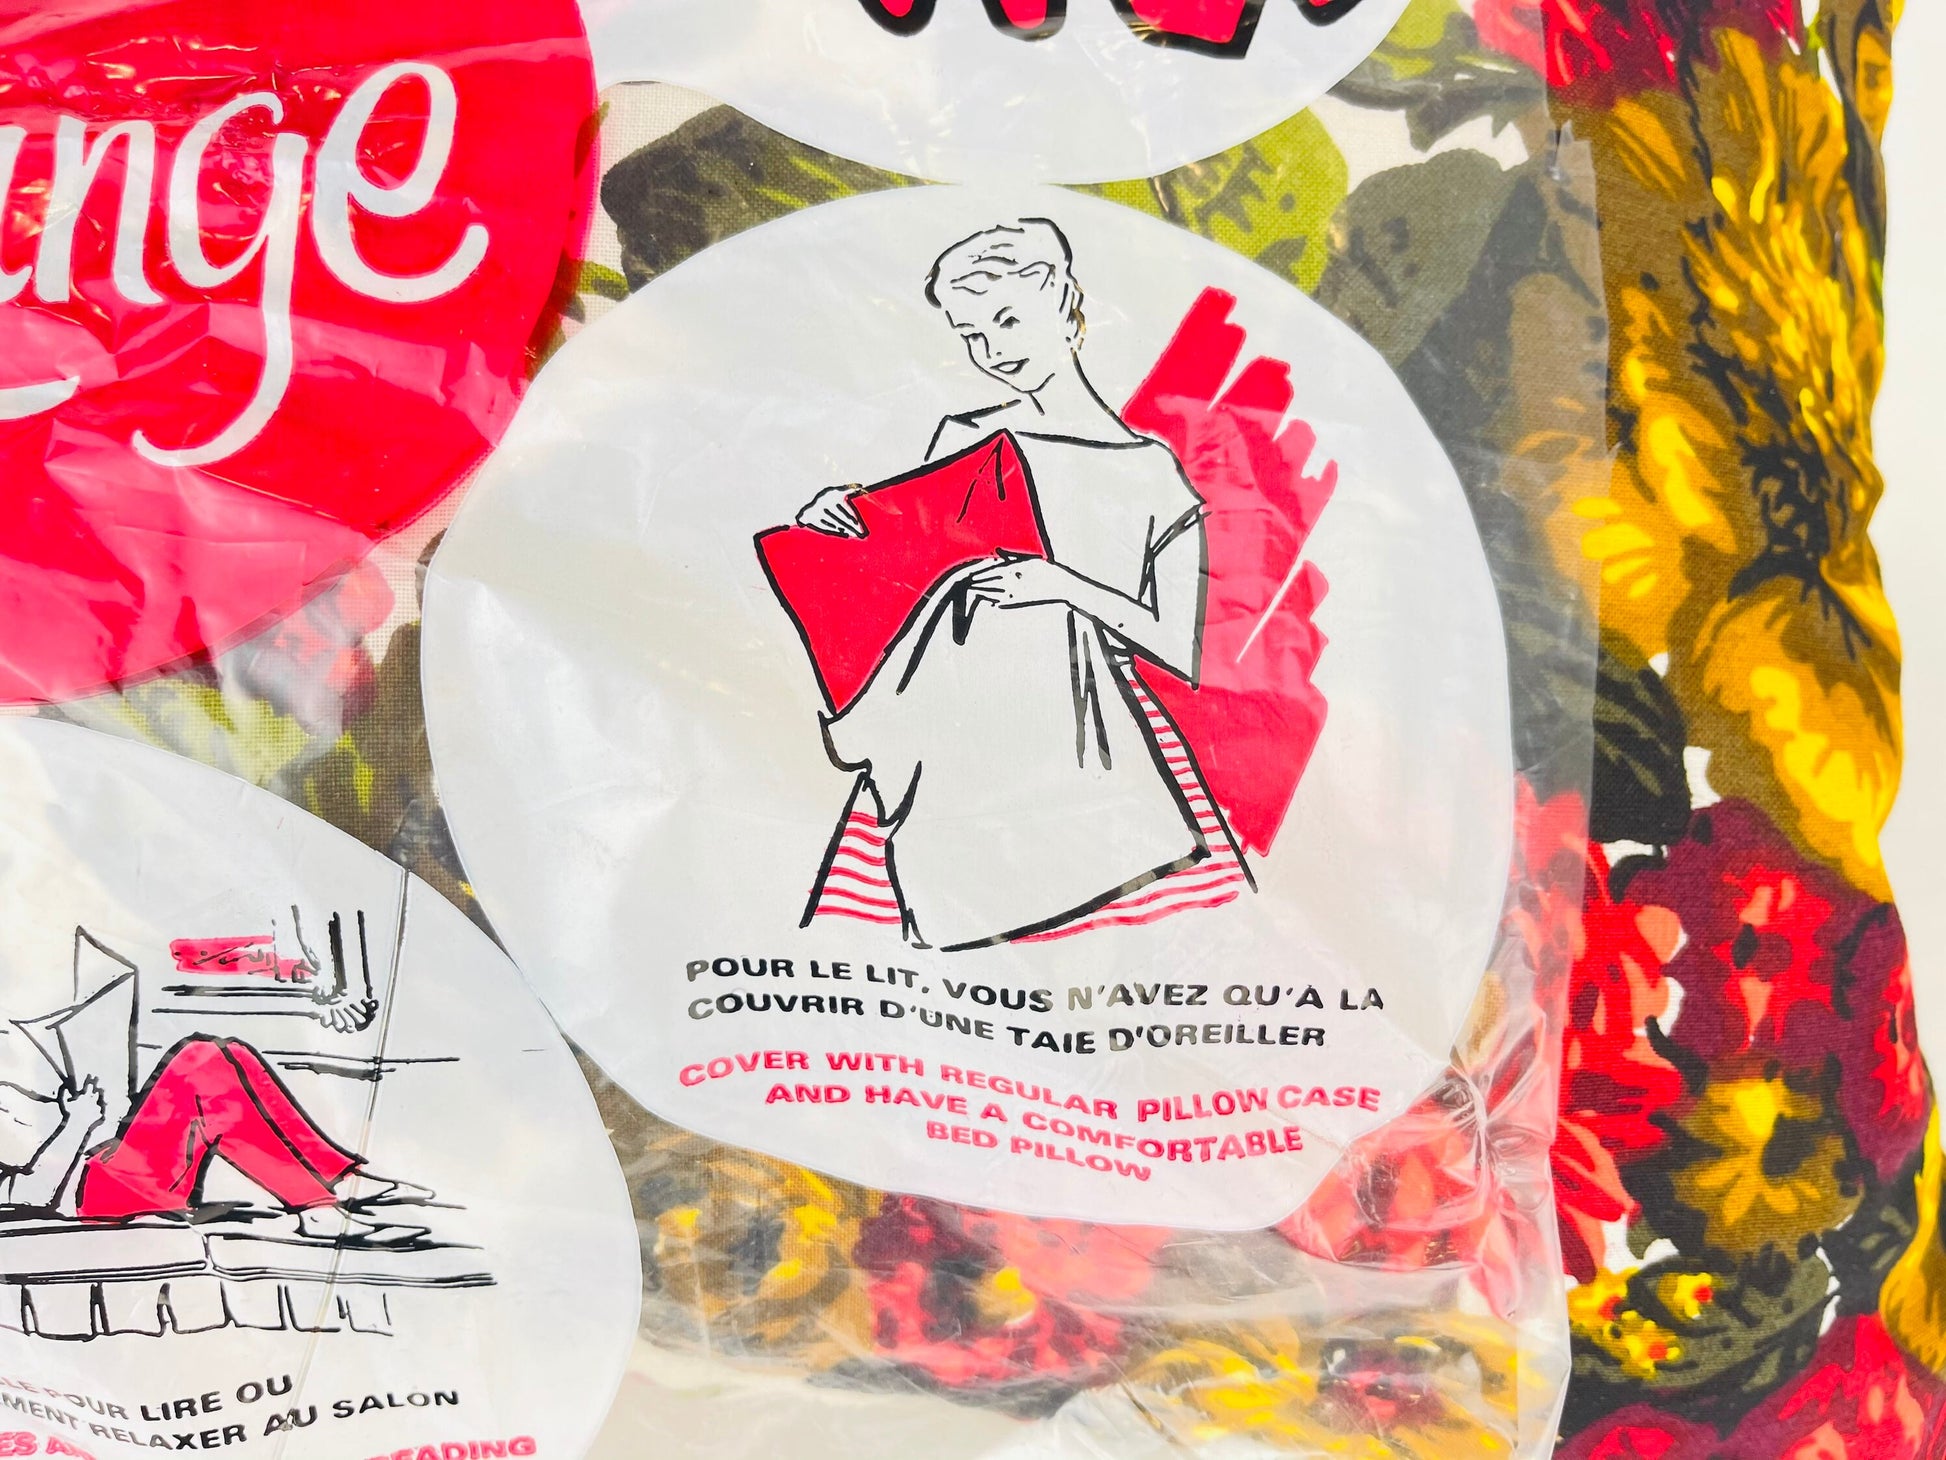 POUR LE LIT, VOUS N'AVEZ QU'À LA
COUVRIR D'UNE TAIE D'OREILLER
COVER WITH REGULAR PILLOW CASE
AND HAVE A COMFORTABLE
BED PILLOW
POUR LIRE OU
RELAXER AU SALON